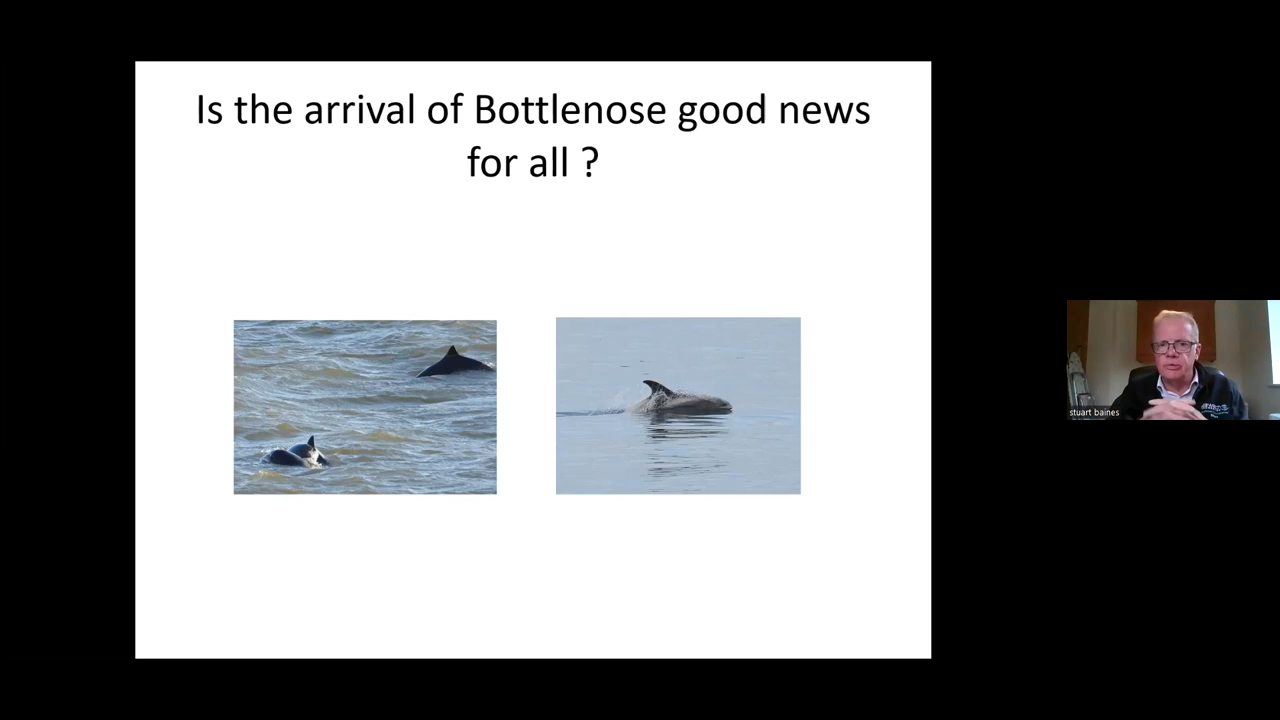 Is the arrival of Bottlenose good news
for all ?
stuart baines